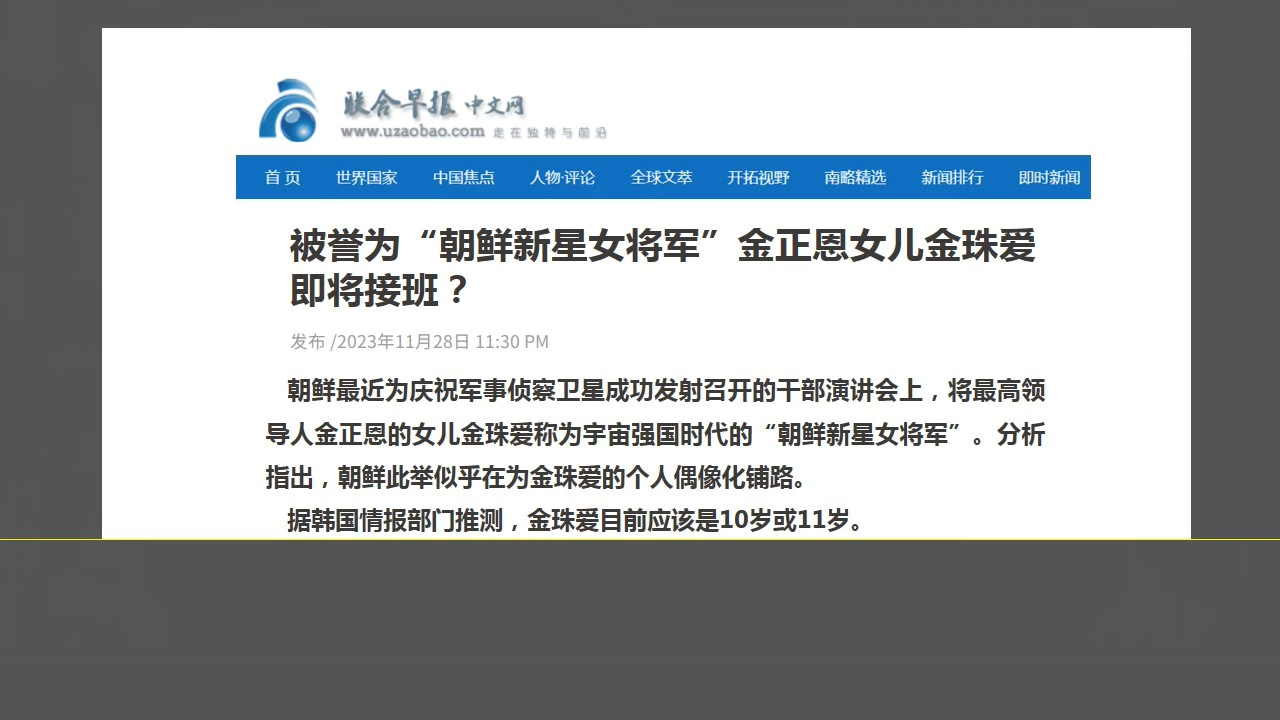 联合早报 中文网
www.uzaobao.com 走在独特与前沿
首 页 世界国家 中国焦点 人物·评论 全球文萃 开拓视野 南略精选 新闻排行 即时新闻
被誉为“朝鲜新星女将军”金正恩女儿金珠爱
即将接班？
发布 /2023年11月28日 11:30 PM
朝鲜最近为庆祝军事侦察卫星成功发射召开的干部演讲会上，将最高领
导人金正恩的女儿金珠爱称为宇宙强国时代的“朝鲜新星女将军”。分析
指出，朝鲜此举似乎在为金珠爱的个人偶像化铺路。
据韩国情报部门推测，金珠爱目前应该是10岁或11岁。